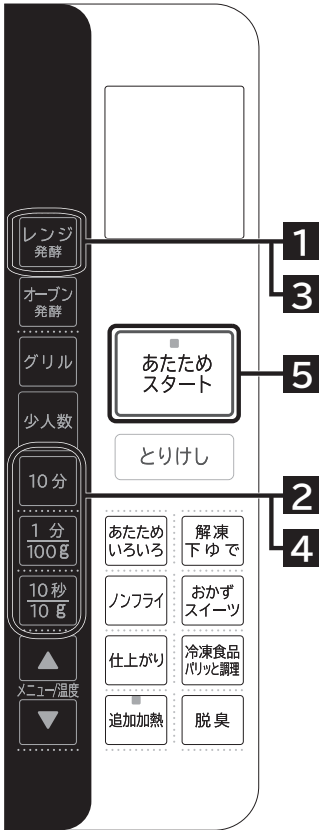 レンジ
発酵
オーブン
発酵
グリル
少人数
10分
1分
100g
10秒
10g
▲
メニュー/温度
▼
1
3
あたため
スタート
5
とりけし
2
4
あたため
いろいろ
解凍
下ゆで
ノンフライ
おかず
スイーツ
仕上がり
冷凍食品
パリッと調理
追加加熱
脱臭